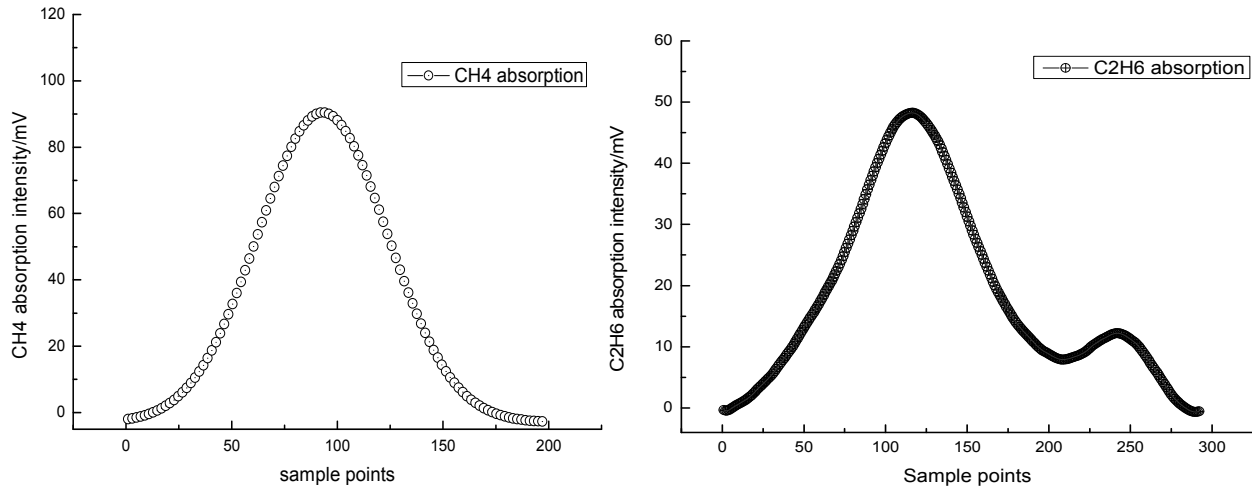 120
100
80
60
40
20
0
CH4 absorption intensity/mV
CH4 absorption
0 50 100 150 200
sample points
60
50
40
30
20
10
0
C2H6 absorption intensity/mV
C2H6 absorption
0 50 100 150 200 250 300
Sample points